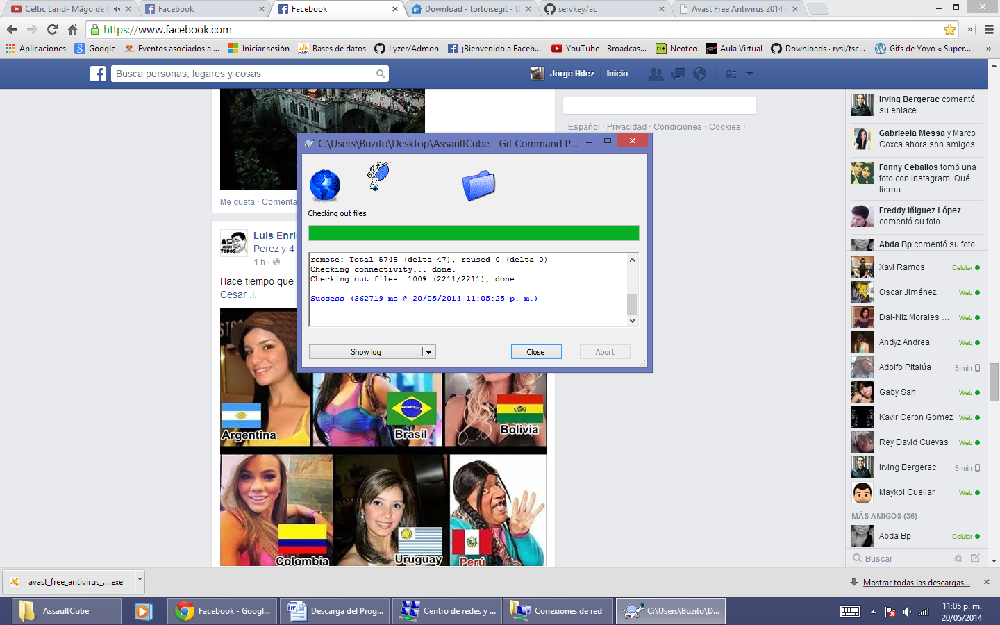 Celtic Land- Mägo de
Facebook
Facebook
Download - tortoisegit - D
servkey/ac
Avast Free Antivirus 2014
https://www.facebook.com
Aplicaciones
Google
Eventos asociados a ...
Iniciar sesión
Bases de datos
Lyzer/Admon
¡Bienvenido a Faceb...
YouTube - Broadcas...
Neoteo
Aula Virtual
Downloads · rysi/tsc...
Gifs de Yoyo « Super...
»
Busca personas, lugares y cosas
Jorge Hdez
Inicio
Español · Privacidad · Condiciones · Cookies ·
Me gusta · Comenta
Luis Enri
Perez y 4
1 h ·
Hace tiempo que
Cesar .l.
C:\Users\Buzito\Desktop\AssaultCube - Git Command P...
Checking out files
remote: Total 5749 (delta 47), reused 0 (delta 0)
Checking connectivity... done.
Checking out files: 100% (2211/2211), done.
Success (362719 ms @ 20/05/2014 11:05:25 p. m.)
Show log
Close
Abort
Argentina
Brasil
Bolivia
Colombia
Uruguay
Perú
Irving Bergerac comentó
su enlace.
Gabrieela Messa y Marco
Coxca ahora son amigos.
Fanny Ceballos tomó una
foto con Instagram. Qué
tierna .
Freddy Iñiguez López
comentó su foto.
Abda Bp comentó su foto.
Xavi Ramos Celular
Oscar Jiménez Web
Dai-Niz Morales ... Web
Andyz Andrea Web
Adolfo Pitalúa 5 min
Gaby San Web
Kavir Ceron Gomez Web
Rey David Cuevas Web
Irving Bergerac 5 min
Maykol Cuellar Web
MÁS AMIGOS (36)
Abda Bp Celular
Buscar
avast_free_antivirus_....exe
Mostrar todas las descargas...
AssaultCube
Facebook - Googl...
Descarga del Prog...
Centro de redes y ...
Conexiones de red
C:\Users\Buzito\D...
11:05 p. m.
20/05/2014